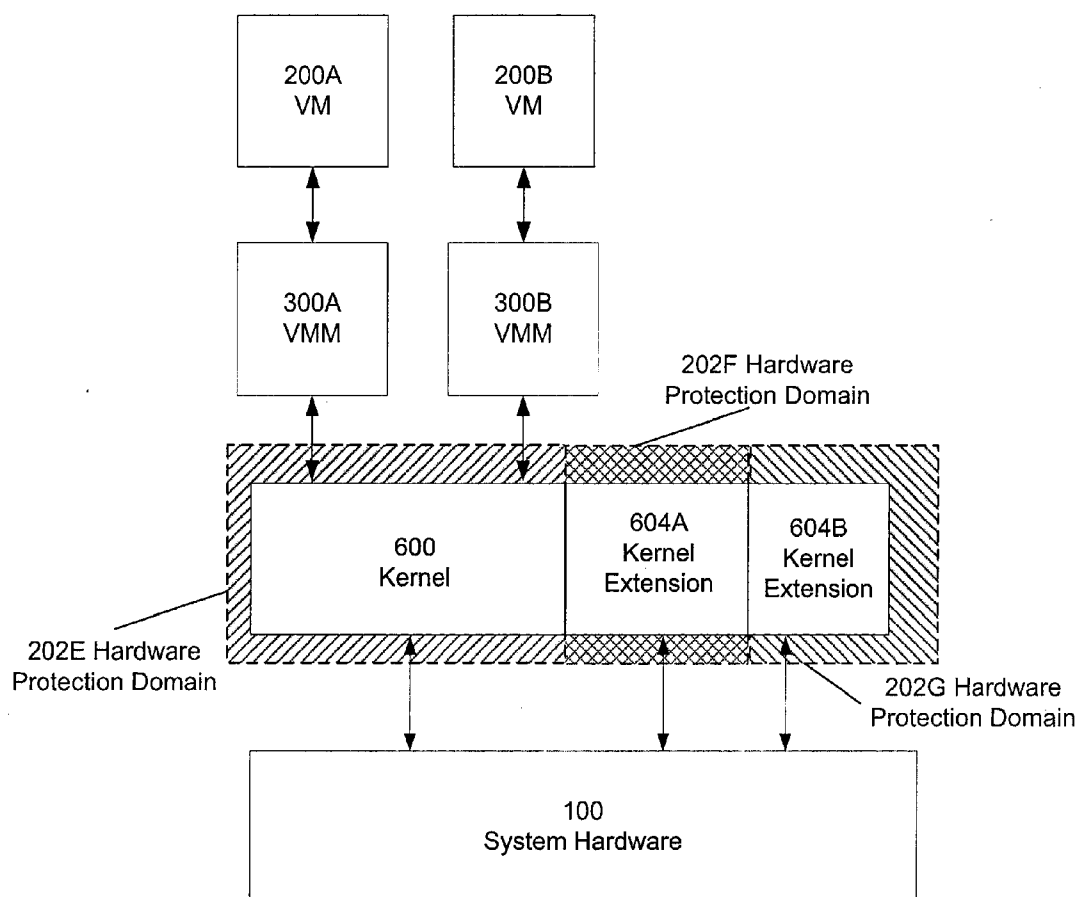 200A
VM
200B
VM
300A
VMM
300B
VMM
202F Hardware
Protection Domain
600
Kernel
604A
Kernel
Extension
604B
Kernel
Extension
202E Hardware
Protection Domain
202G Hardware
Protection Domain
100
System Hardware